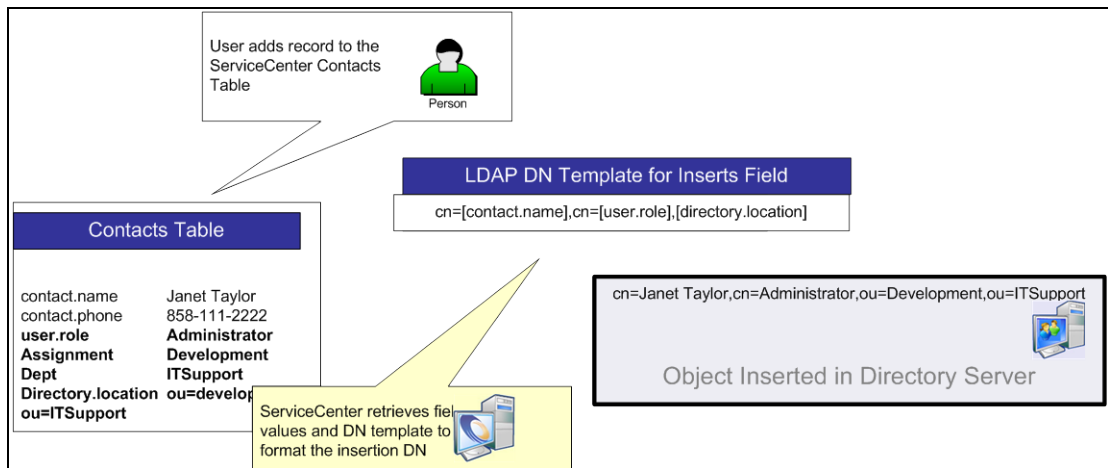 User adds record to the
ServiceCenter Contacts
Table
Person
LDAP DN Template for Inserts Field
cn=[contact.name],cn=[user.role],[directory.location]
Contacts Table
contact.name Janet Taylor
contact.phone 858-111-2222
user.role Administrator
Assignment Development
Dept ITSupport
Directory.location ou=develop
ou=ITSupport
cn=Janet Taylor,cn=Administrator,ou=Development,ou=ITSupport
Object Inserted in Directory Server
ServiceCenter retrieves fiel
values and DN template to
format the insertion DN